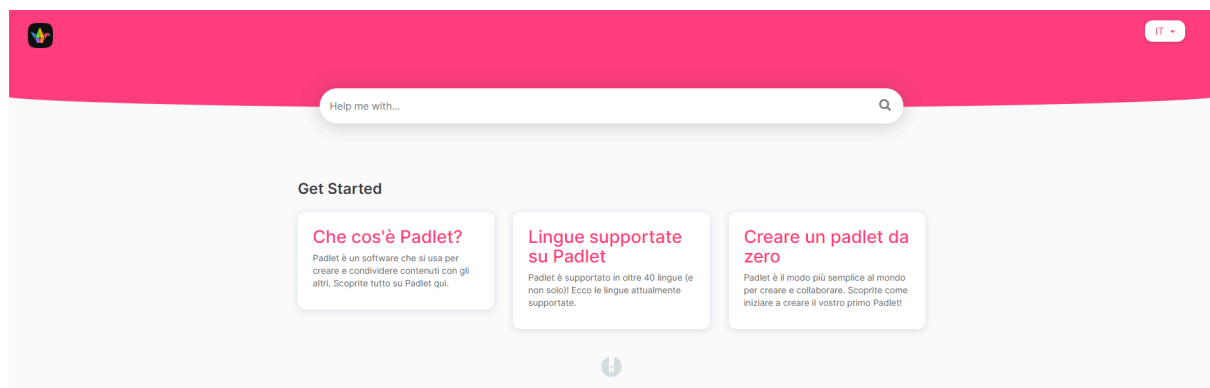 IT
Help me with...
Get Started
Che cos'è Padlet?
Padlet è un software che si usa per
creare e condividere contenuti con gli
altri. Scoprite tutto su Padlet qui.
Lingue supportate
su Padlet
Padlet è supportato in oltre 40 lingue (e
non solo)! Ecco le lingue attualmente
supportate.
Creare un padlet da
zero
Padlet è il modo più semplice al mondo
per creare e collaborare. Scoprite come
iniziare a creare il vostro primo Padlet!